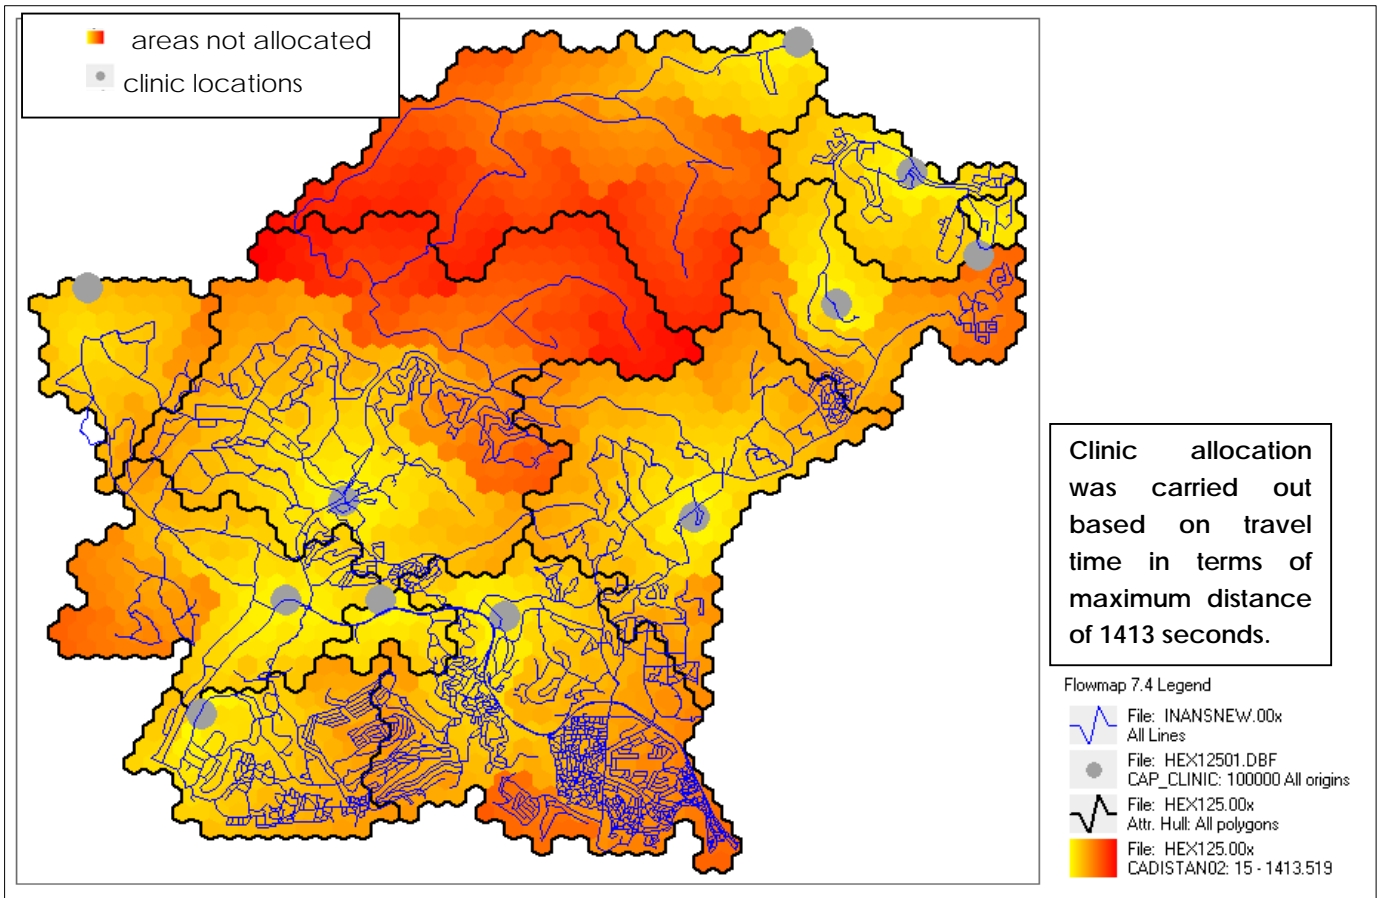 areas not allocated
clinic locations
Clinic allocation
was carried out
based on travel
time in terms of
maximum distance
of 1413 seconds.
Flowmap 7.4 Legend
File: INANSNEW.00x
All Lines
File: HEX12501.DBF
CAP_CLINIC: 100000 All origins
File: HEX125.00x
Attr. Hull: All polygons
File: HEX125.00x
CADISTAN02: 15 - 1413.519